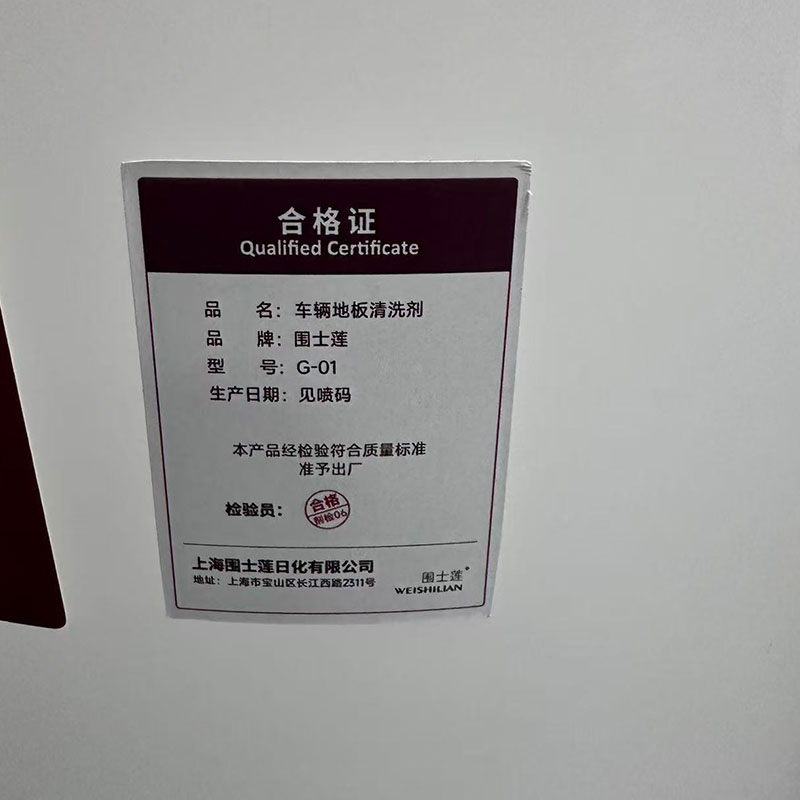 合格证
Qualified Certificate
品 名：车辆地板清洗剂
品 牌：围士莲
型 号：G-01
生产日期：见喷码
本产品经检验符合质量标准
准予出厂
检验员：
合格
剂检06
上海围士莲日化有限公司
地址：上海市宝山区长江西路2311号
围士莲
WEISHILIAN